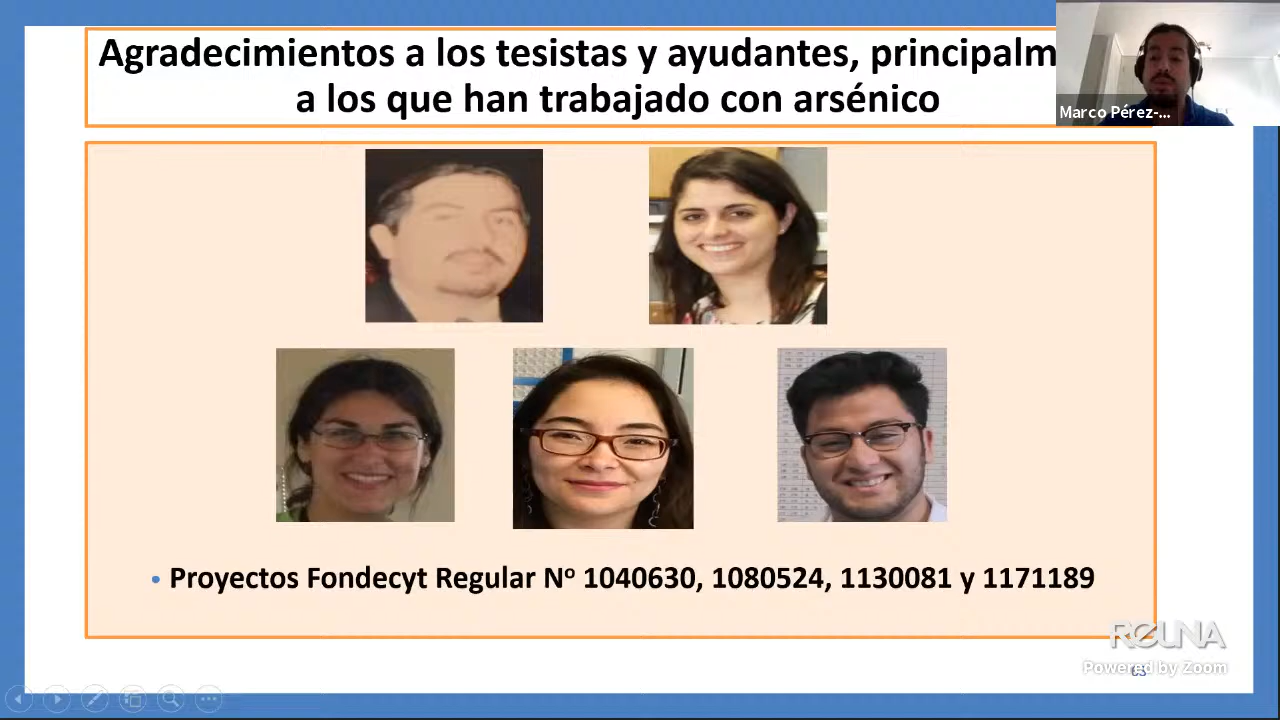 Agradecimientos a los tesistas y ayudantes, principalm
a los que han trabajado con arsénico
Marco Pérez-...
• Proyectos Fondecyt Regular Nº 1040630, 1080524, 1130081 y 1171189
REUNA
Powered by Zoom